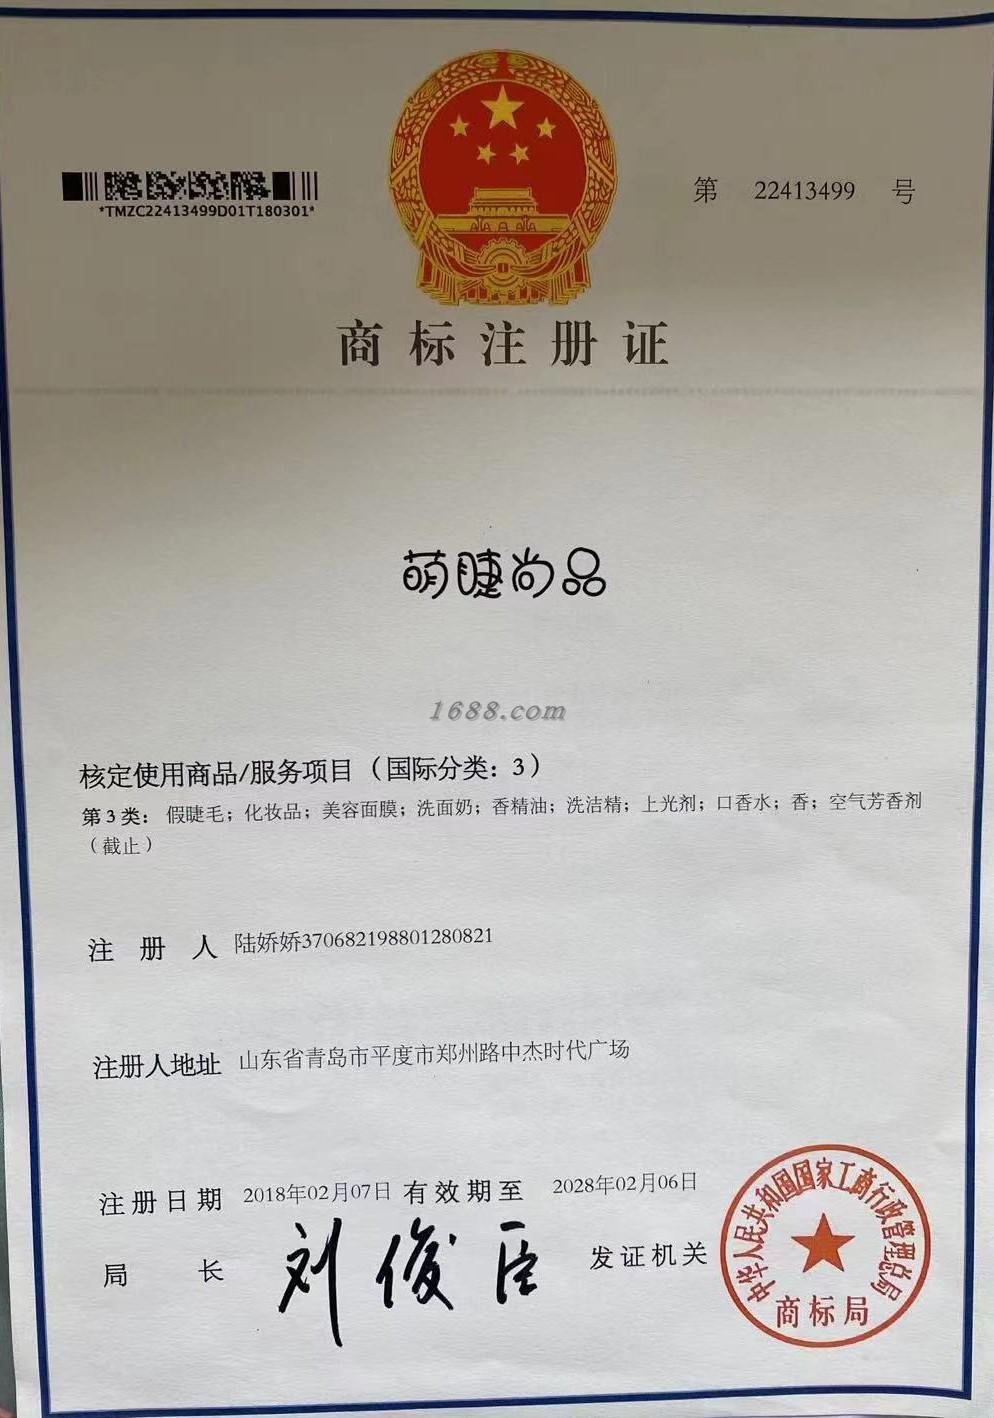 第 22413499 号
*TMZC22413499D01T180301*
商标注册证
萌睫尚品
1688.com
核定使用商品/服务项目（国际分类：3）
第3类：假睫毛；化妆品；美容面膜；洗面奶；香精油；洗洁精；上光剂；口香水；香；空气芳香剂
（截止）
注册人 陆娇娇370682198801280821
注册人地址 山东省青岛市平度市郑州路中杰时代广场
注册日期 2018年02月07日 有效期至 2028年02月06日
局长 刘俊臣 发证机关
中华人民共和国国家工商行政管理总局
商标局